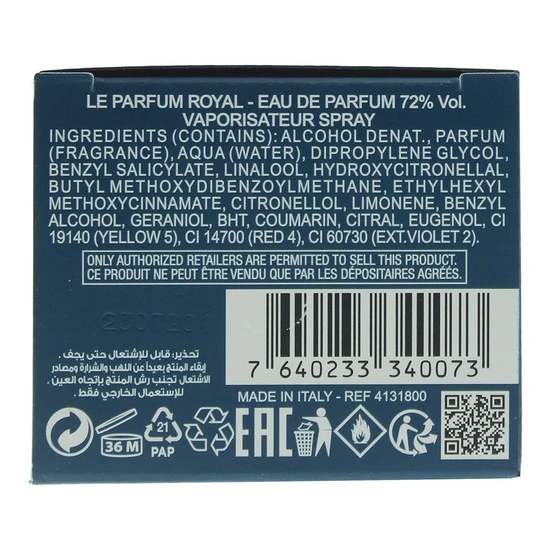 LE PARFUM ROYAL - EAU DE PARFUM 72% Vol.
VAPORISATEUR SPRAY
INGREDIENTS (CONTAINS): ALCOHOL DENAT., PARFUM
(FRAGRANCE), AQUA (WATER), DIPROPYLENE GLYCOL,
BENZYL SALICYLATE, LINALOOL, HYDROXYCITRONELLAL,
BUTYL METHOXYDIBENZOYLMETHANE, ETHYLHEXYL
METHOXYCINNAMATE, CITRONELLOL, LIMONENE, BENZYL
ALCOHOL, GERANIOL, BHT, COUMARIN, CITRAL, EUGENOL, CI
19140 (YELLOW 5), CI 14700 (RED 4), CI 60730 (EXT.VIOLET 2).
ONLY AUTHORIZED RETAILERS ARE PERMITTED TO SELL THIS PRODUCT.
CE PRODUIT NE PEUT ÊTRE VENDU QUE PAR LES DÉPOSITAIRES AGRÉÉS.
تحذير: قابل للإشتعال حتى يجف .
إبقاء المنتج بعيداً عن اللهب والشرارة ومصادر
الاشتعال تجنب رش المنتج بإتجاه العين .
للإستعمال الخارجي فقط .
7 640233 340073
MADE IN ITALY - REF 4131800
36 M
21
PAP
EAC